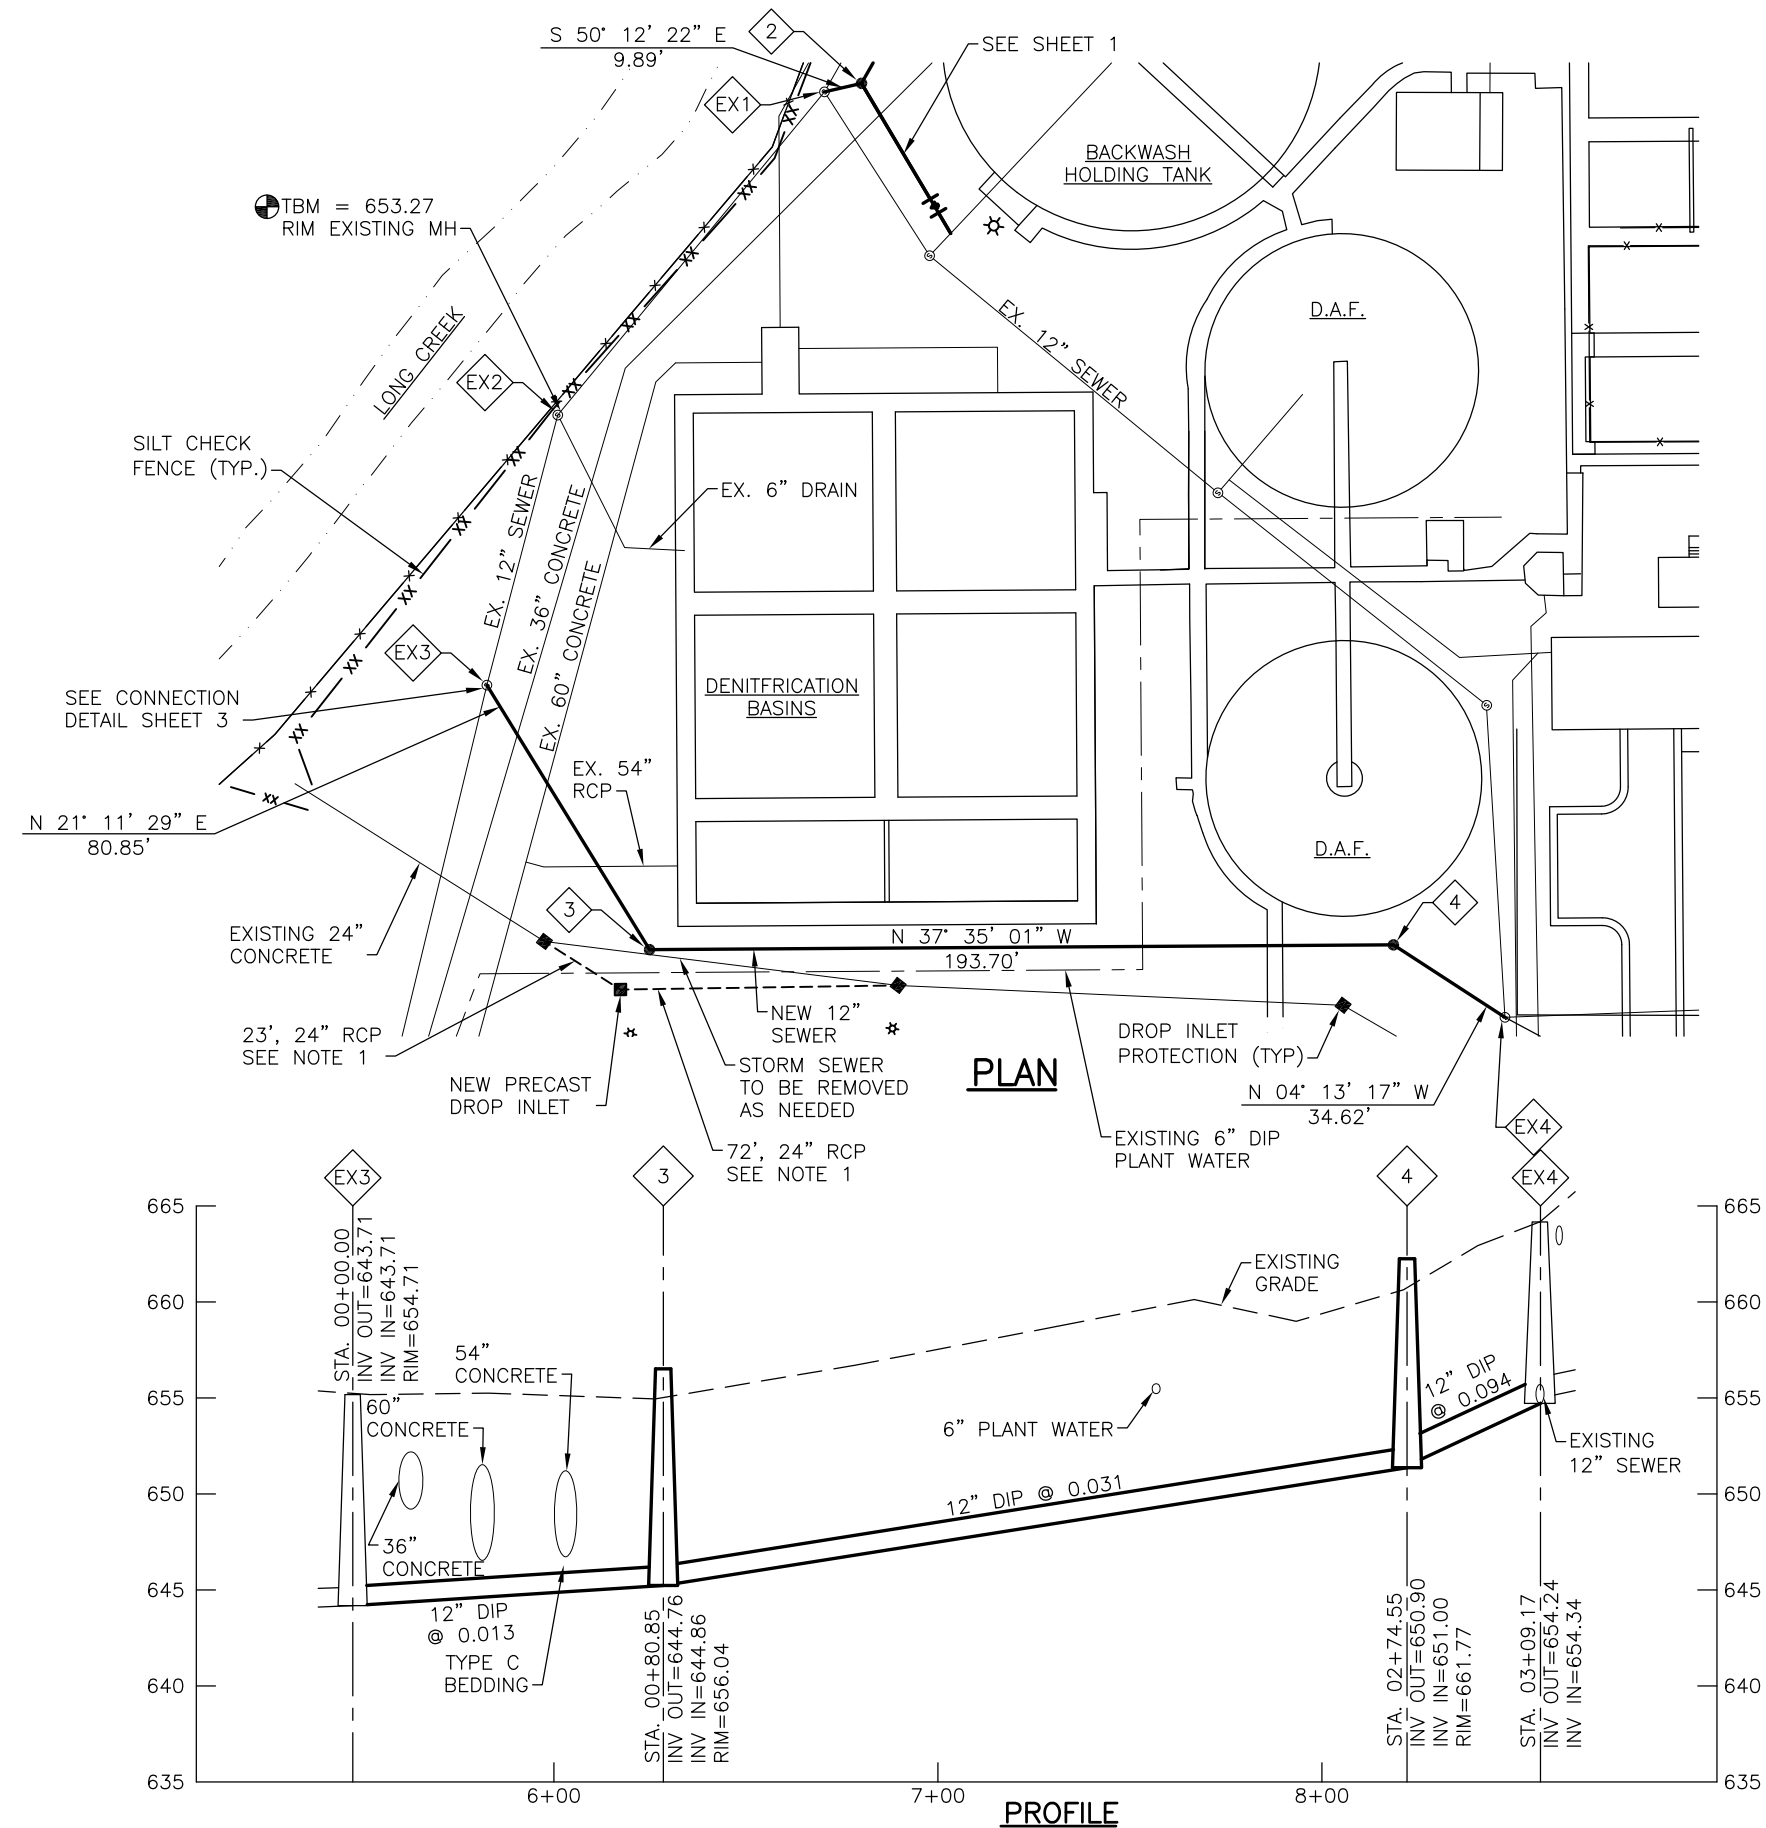 S 50° 12' 22" E
9.89'
2
SEE SHEET 1
EX1
BACKWASH
HOLDING TANK
TBM = 653.27
RIM EXISTING MH
D.A.F.
LONG CREEK
EX2
EX. 12" SEWER
SILT CHECK
FENCE (TYP.)
EX. 6" DRAIN
EX. 12" SEWER
EX. 36" CONCRETE
EX. 60" CONCRETE
EX3
SEE CONNECTION
DETAIL SHEET 3
DENITFRICATION
BASINS
EX. 54"
RCP
N 21° 11' 29" E
80.85'
D.A.F.
3
4
EXISTING 24"
CONCRETE
N 37° 35' 01" W
193.70'
23', 24" RCP
SEE NOTE 1
NEW 12"
SEWER
DROP INLET
PROTECTION (TYP)
STORM SEWER
TO BE REMOVED
AS NEEDED
PLAN
NEW PRECAST
DROP INLET
N 04° 13' 17" W
34.62'
72', 24" RCP
SEE NOTE 1
EXISTING 6" DIP
PLANT WATER
EX4
EX3
3
4
EX4
665
665
STA. 00+00.00
INV OUT=643.71
INV IN=643.71
RIM=654.71
EXISTING
GRADE
660
660
54"
CONCRETE
12" DIP
@ 0.094
655
655
60"
CONCRETE
6" PLANT WATER
EXISTING
12" SEWER
650
650
12" DIP @ 0.031
36"
CONCRETE
645
645
12" DIP
@ 0.013
TYPE C
BEDDING
STA. 00+80.85
INV OUT=644.76
INV IN=644.86
RIM=656.04
STA. 02+74.55
INV OUT=650.90
INV IN=651.00
RIM=661.77
STA. 03+09.17
INV OUT=654.24
INV IN=654.34
640
640
635
635
6+00
7+00
8+00
PROFILE
XX
XX
XX
XX
XX
XX
XX
XX
XX
XX
XX
X
X
X
X
X
S
S
S
S
S
S
S